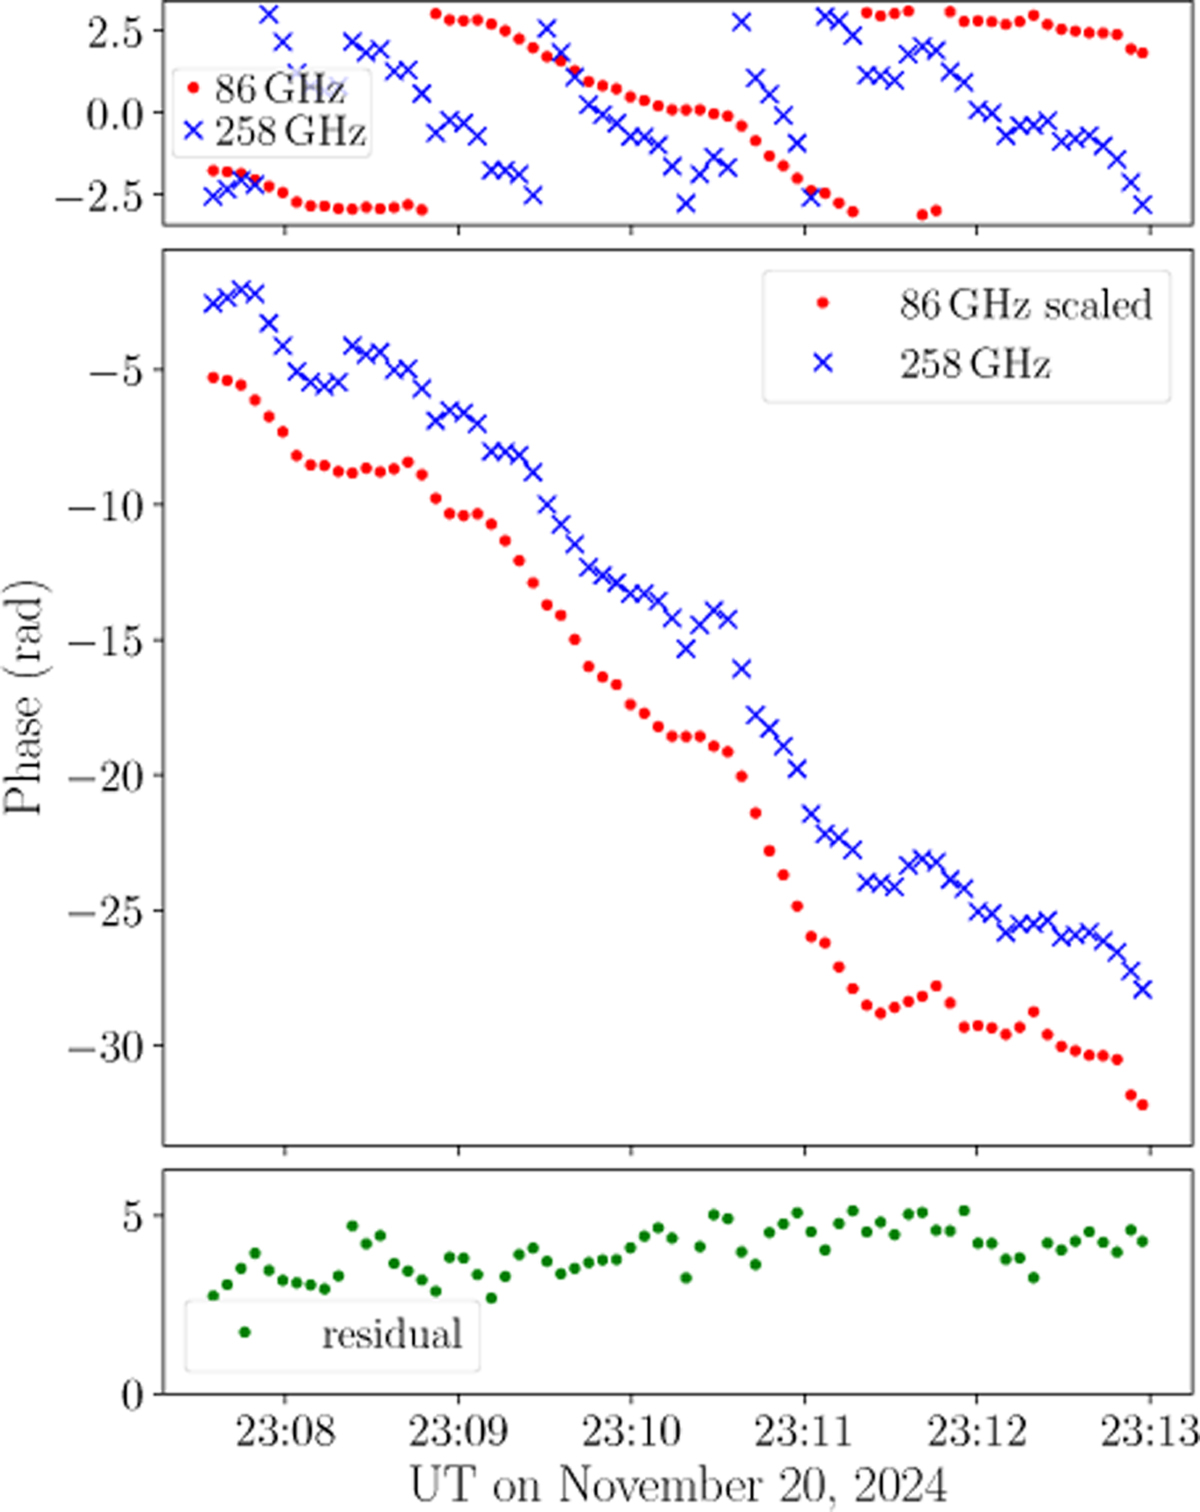 2.5
0.0
−2.5
86 GHz
258 GHz
Phase (rad)
−5
−10
−15
−20
−25
−30
86 GHz scaled
258 GHz
5
0
residual
23:08 23:09 23:10 23:11 23:12 23:13
UT on November 20, 2024